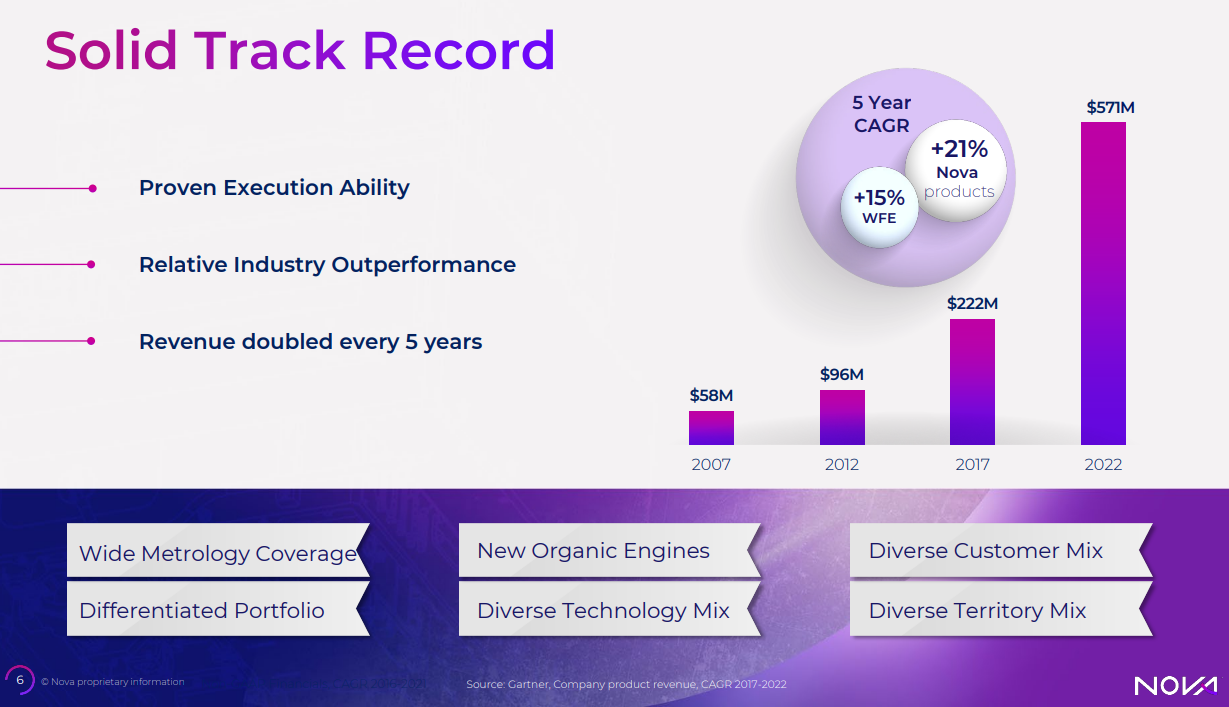 Solid Track Record
Proven Execution Ability
Relative Industry Outperformance
Revenue doubled every 5 years
5 Year
CAGR
+21%
Nova
products
+15%
WFE
$58M
$96M
$222M
$571M
2007
2012
2017
2022
Wide Metrology Coverage
New Organic Engines
Diverse Customer Mix
Differentiated Portfolio
Diverse Technology Mix
Diverse Territory Mix
6
© Nova proprietary information
Source: Gartner, Company product revenue, CAGR 2017-2022
NOVA